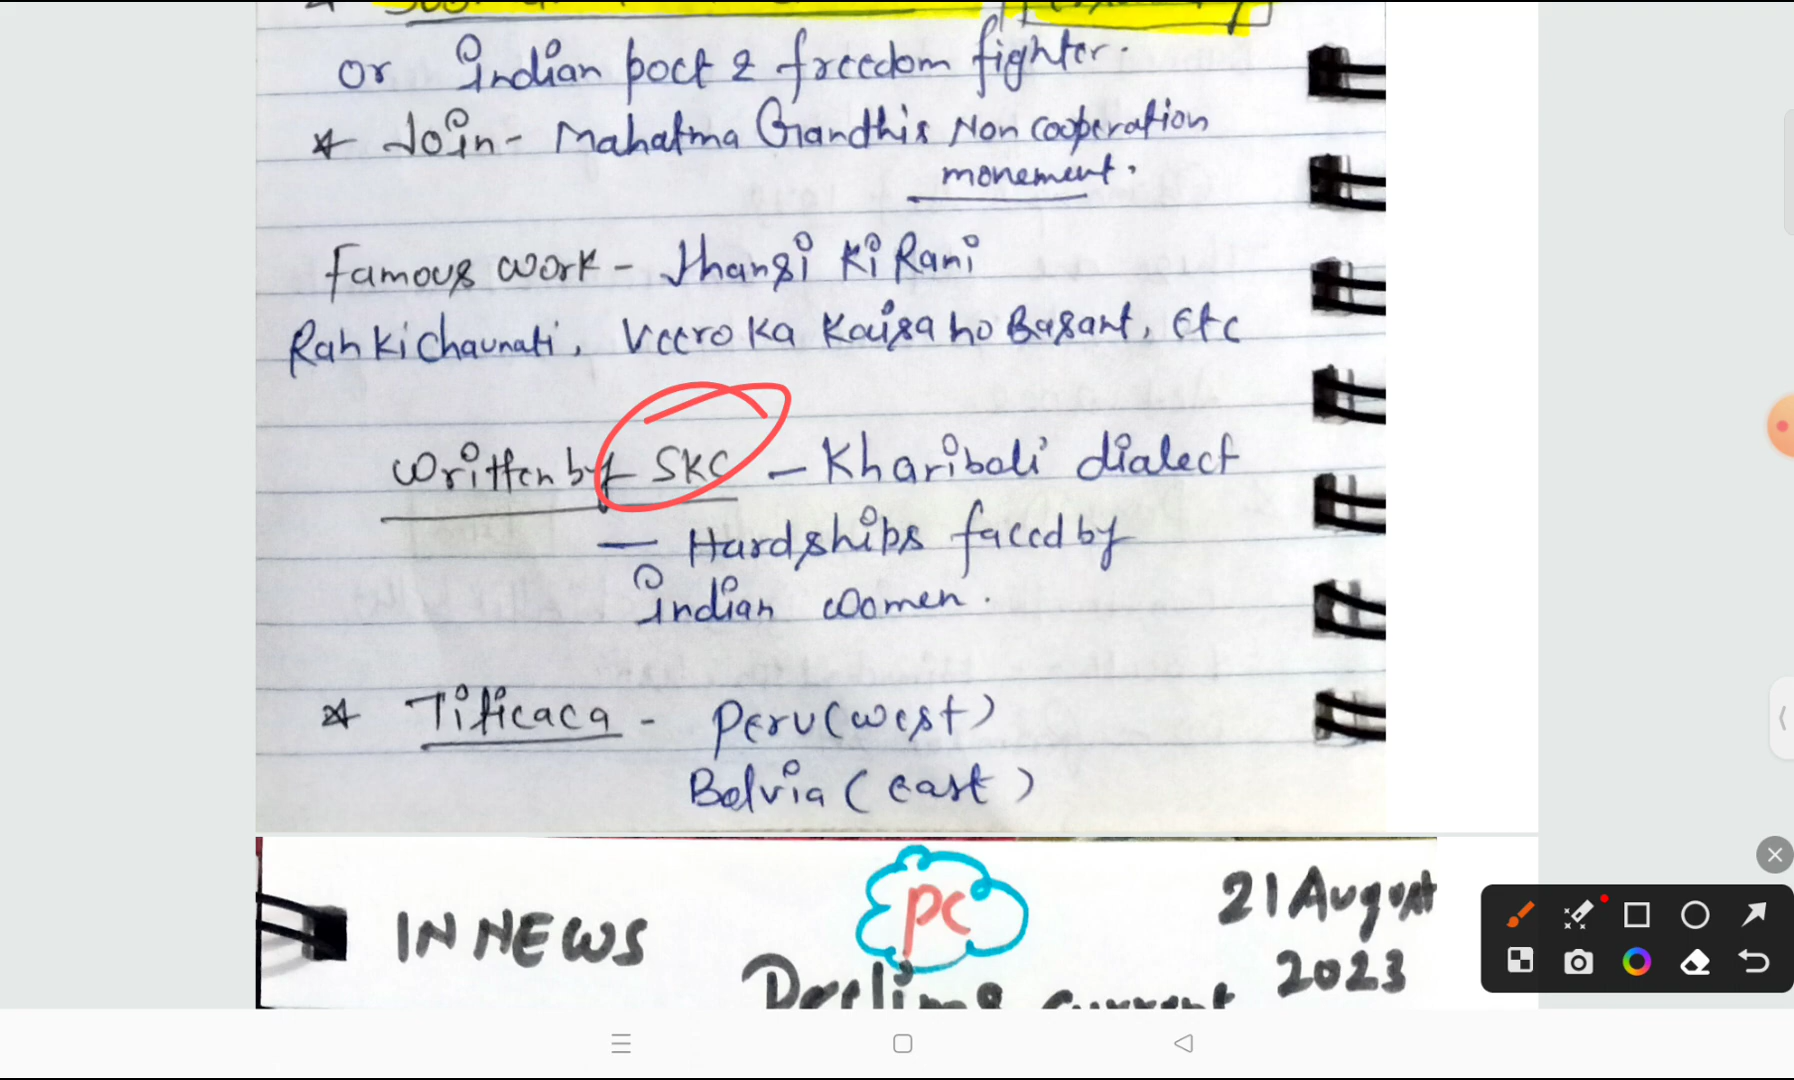 or Indian poet & freedom fighter.
* Join - Mahatma Gandhi's Non Cooperation
monement.
Famous work - Jhansi Ki Rani
Rah ki Chaunati, Veero Ka Kaisa ho Basant, Etc
written by SKC - Khariboli dialect
- Hardships faced by
indian women.
* Titicaca - Peru (west)
Bolvia (east)
IN NEWS
PC
21 August
2023